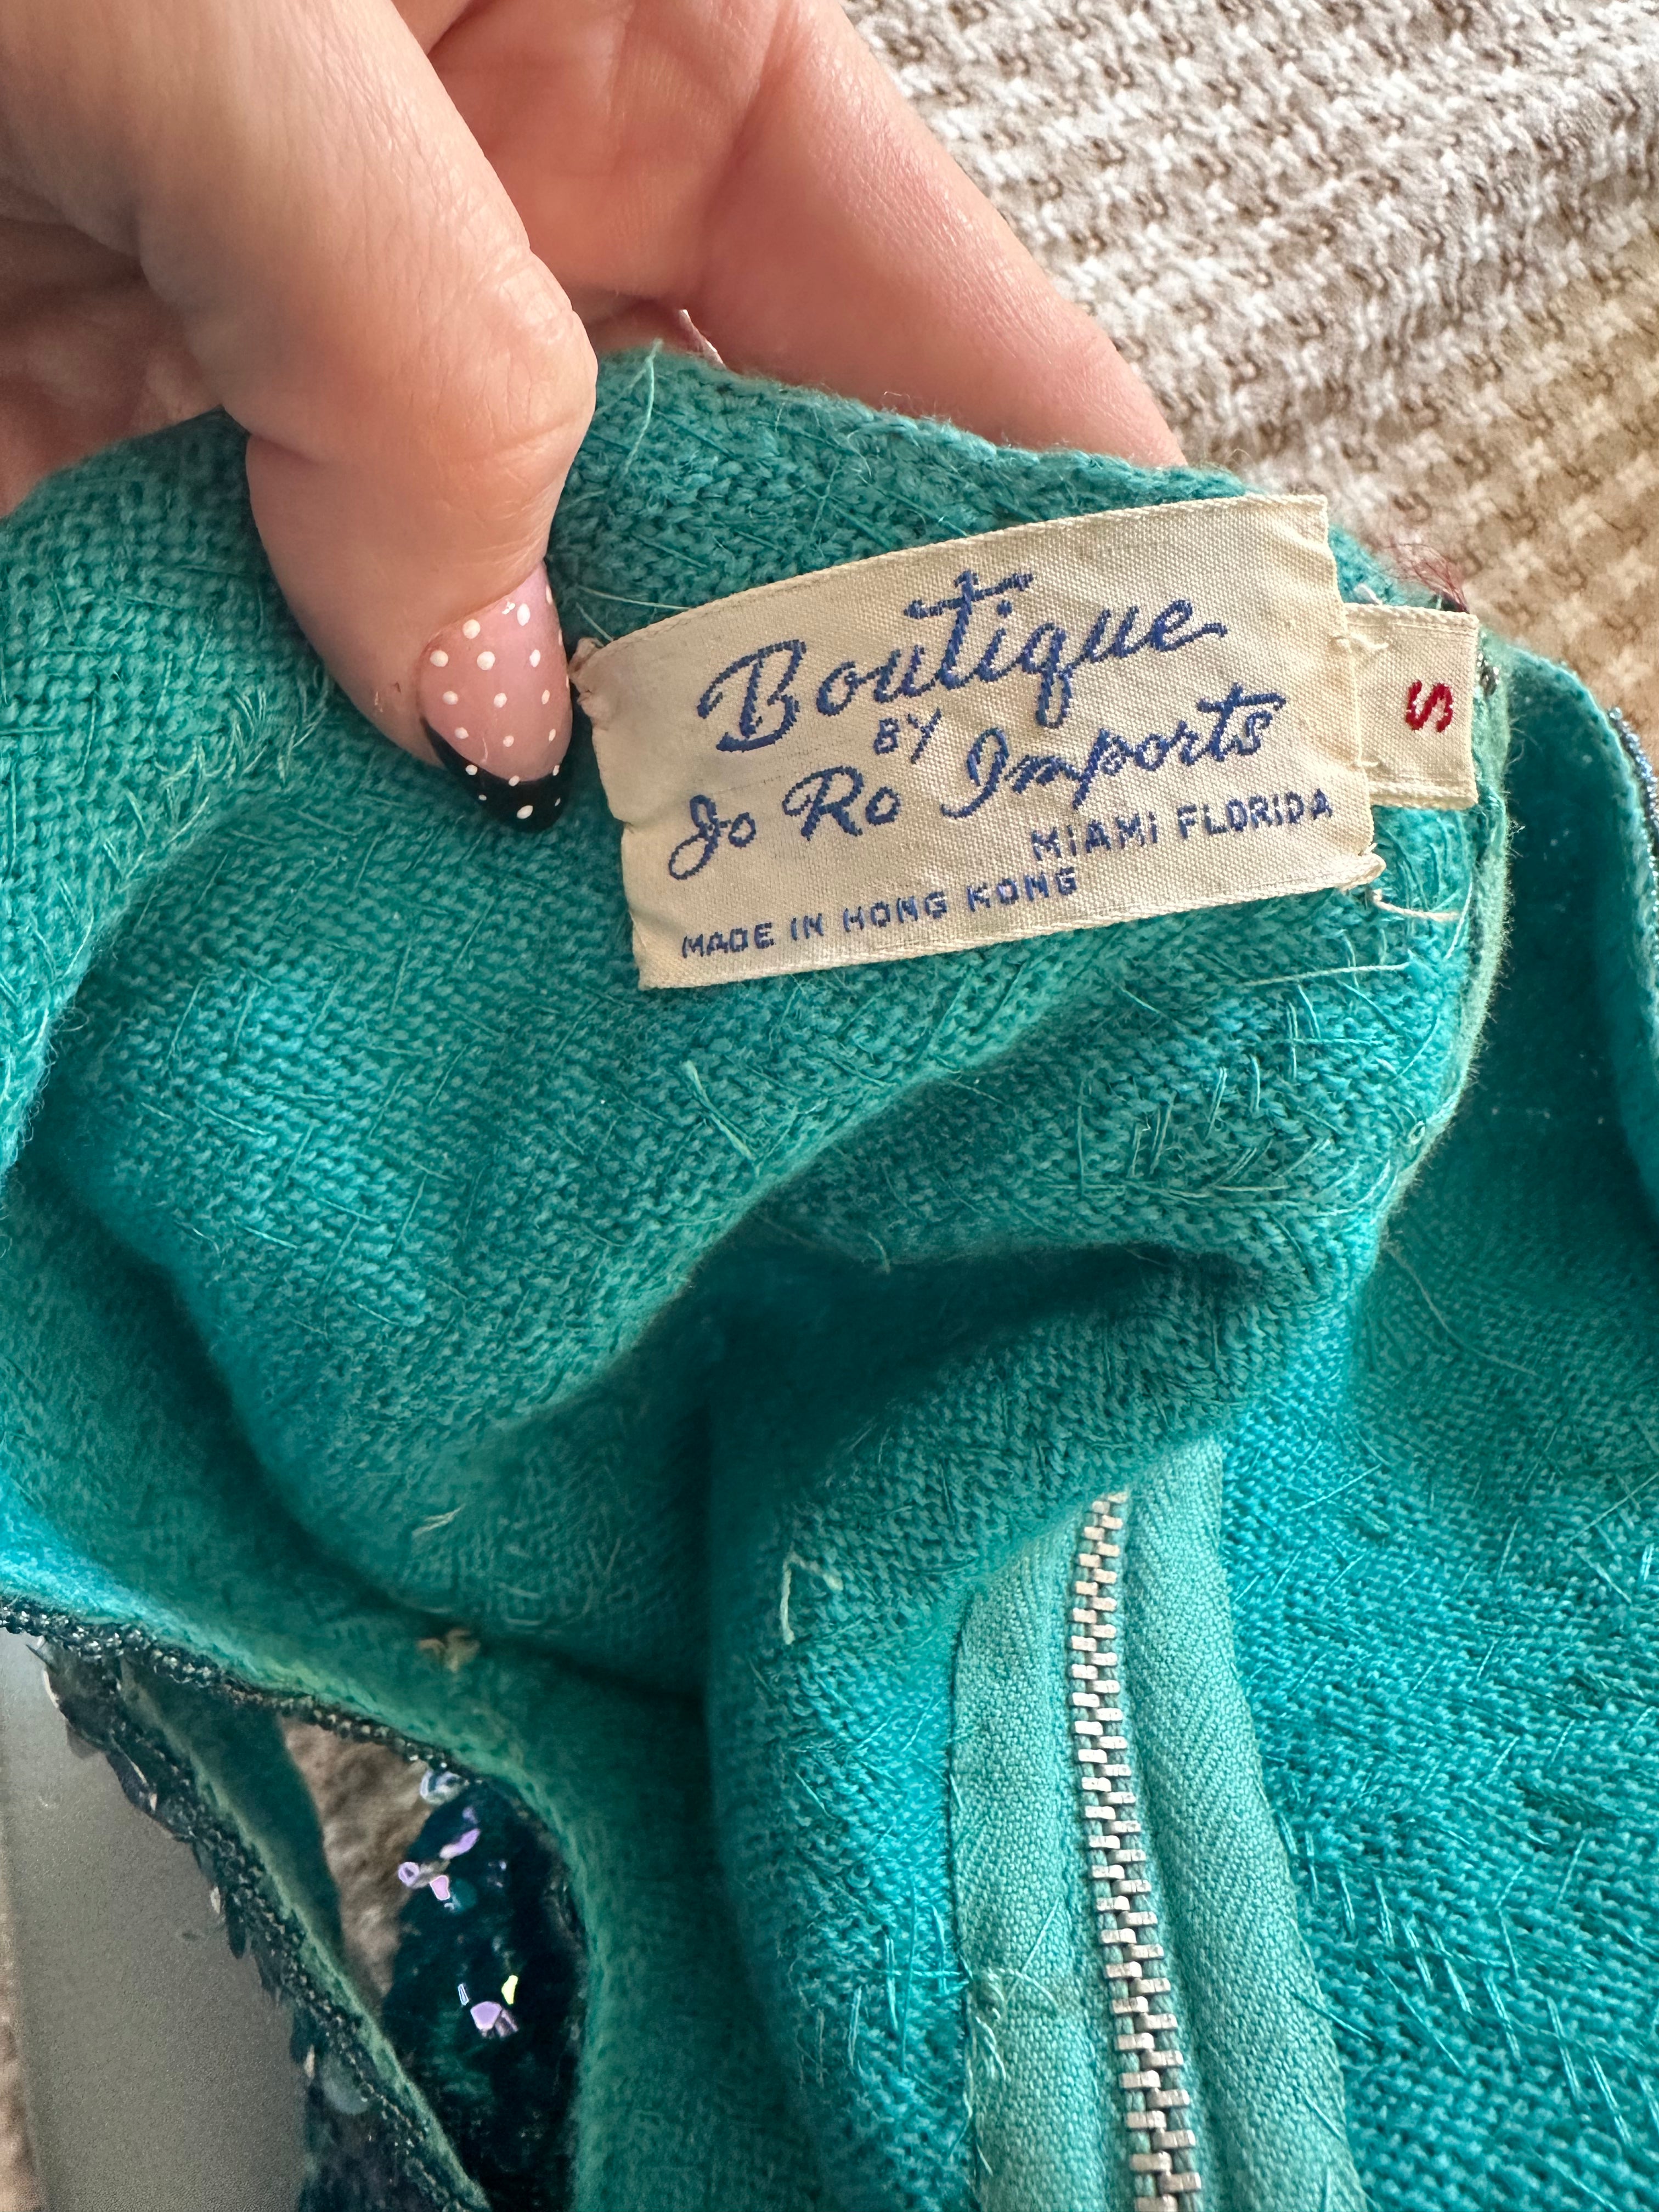 Boutique
BY
Jo Ro Imports
MIAMI FLORIDA
MADE IN HONG KONG
S